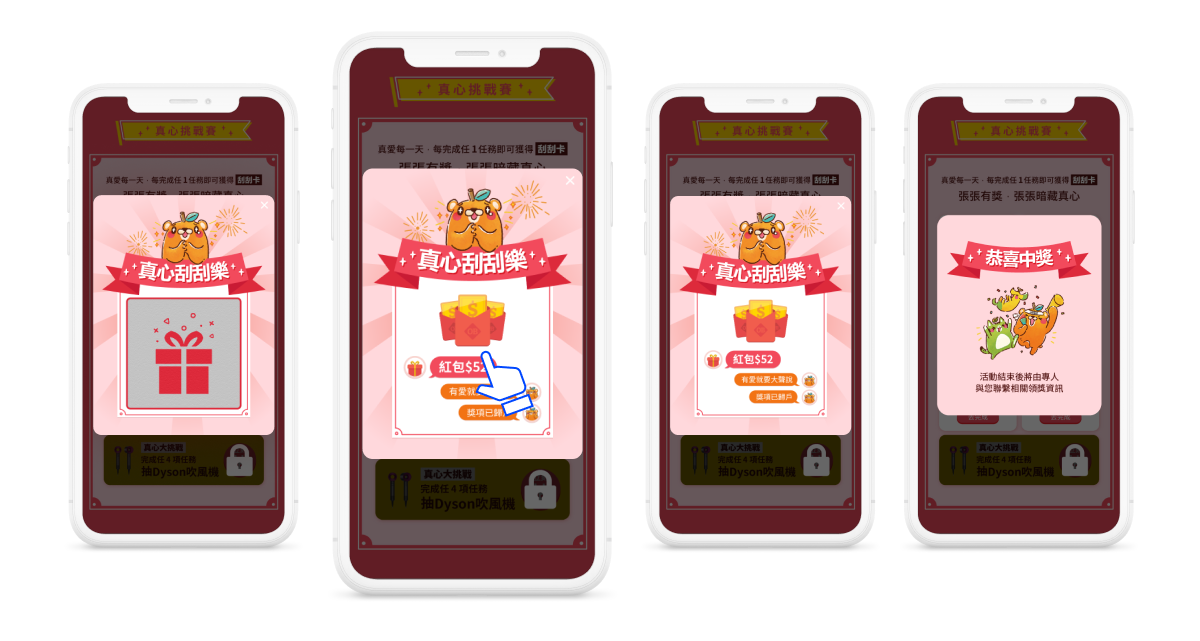 真心挑戰賽
真愛每一天．每完成任1任務即可獲得 刮刮卡
張張有獎．張張暗藏真心
真心刮刮樂
真心大挑戰
完成任4項任務
抽Dyson吹風機
真心挑戰賽
真愛每一天．每完成任1任務即可獲得 刮刮卡
張張有獎．張張暗藏真心
真心刮刮樂
紅包$52
有愛就
獎項已歸
真心大挑戰
完成任4項任務
抽Dyson吹風機
真心挑戰賽
真愛每一天．每完成任1任務即可獲得 刮刮卡
張張有獎．張張暗藏真心
真心刮刮樂
紅包$52
有愛就要大聲說
獎項已歸戶
真心大挑戰
完成任4項任務
抽Dyson吹風機
真心挑戰賽
真愛每一天．每完成任1任務即可獲得 刮刮卡
張張有獎．張張暗藏真心
恭喜中獎
活動結束後將由專人
與您聯繫相關領獎資訊
真心大挑戰
完成任4項任務
抽Dyson吹風機